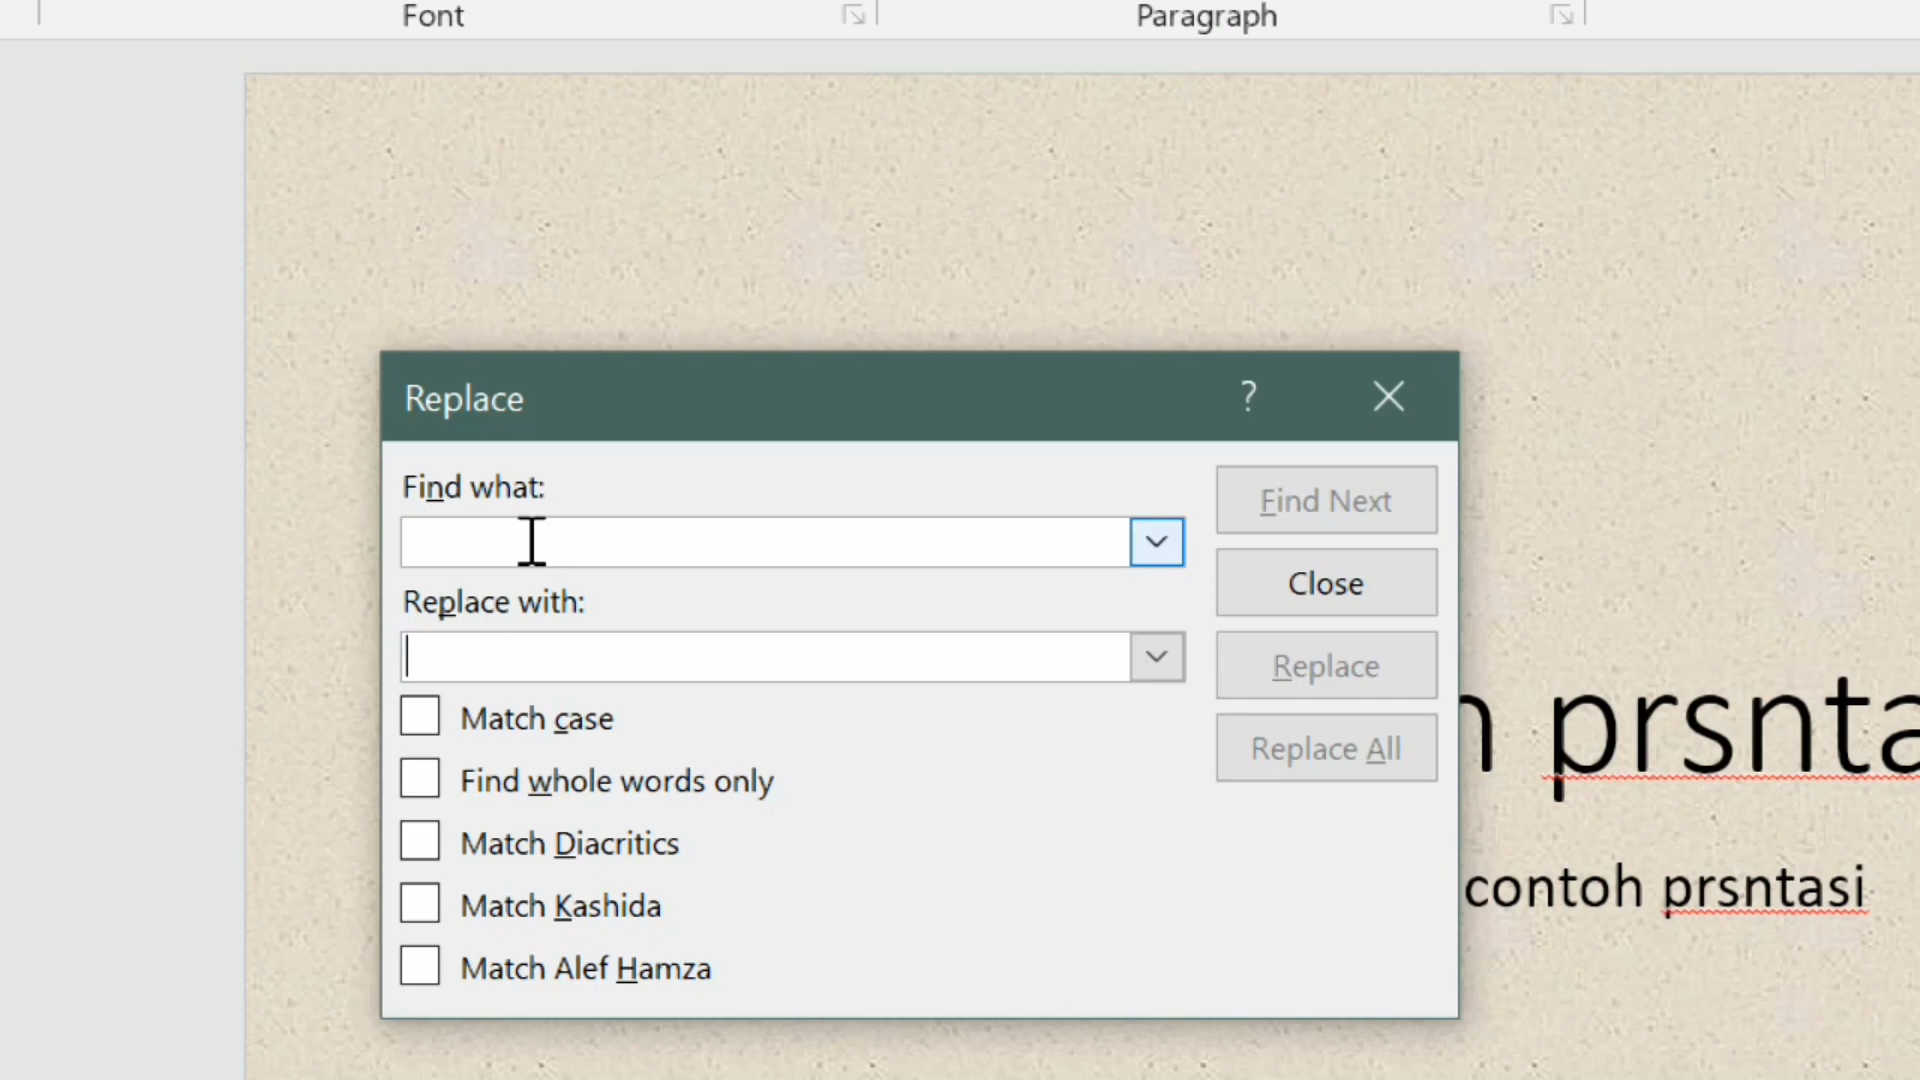 Font
Paragraph
Replace
?
Find what:
Find Next
Close
Replace with:
Replace
Match case
Replace All
Find whole words only
Match Diacritics
Match Kashida
Match Alef Hamza
contoh prsntasi